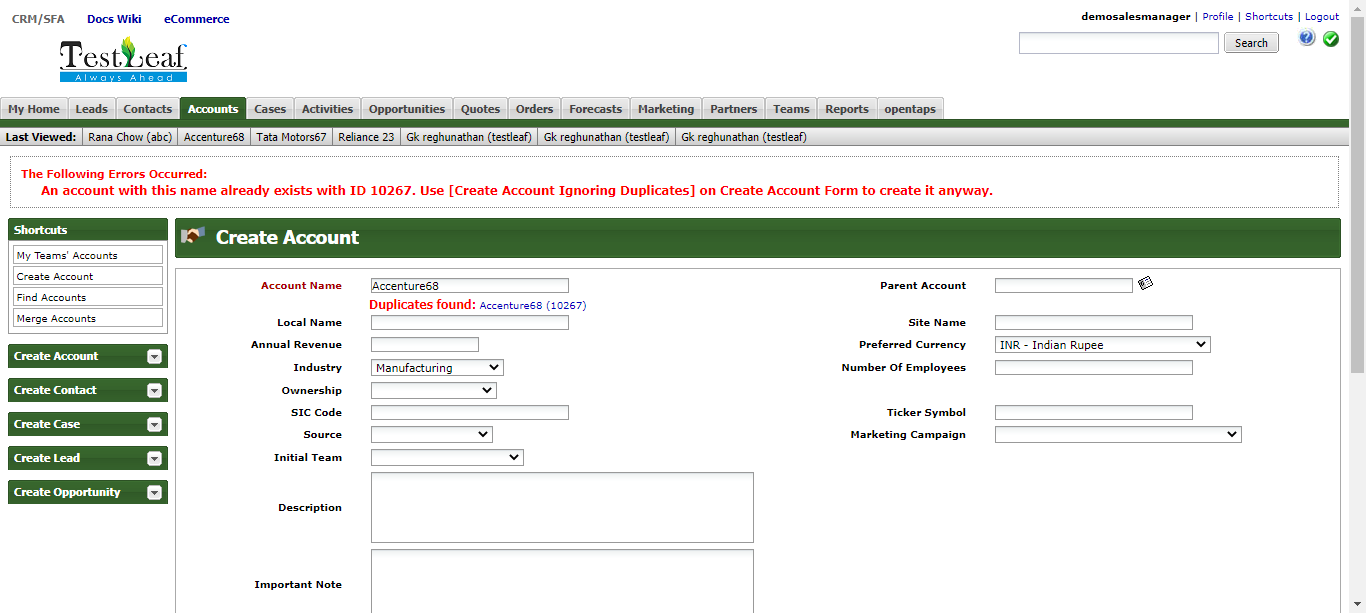 CRM/SFA Docs Wiki eCommerce
demosalesmanager | Profile | Shortcuts | Logout
TestLeaf
Always Ahead
Search
My Home Leads Contacts Accounts Cases Activities Opportunities Quotes Orders Forecasts Marketing Partners Teams Reports opentaps
Last Viewed: Rana Chow (abc) Accenture68 Tata Motors67 Reliance 23 Gk reghunathan (testleaf) Gk reghunathan (testleaf) Gk reghunathan (testleaf)
The Following Errors Occurred:
An account with this name already exists with ID 10267. Use [Create Account Ignoring Duplicates] on Create Account Form to create it anyway.
Shortcuts
My Teams' Accounts
Create Account
Find Accounts
Merge Accounts
Create Account
Create Contact
Create Case
Create Lead
Create Opportunity
Create Account
Account Name Accenture68 Parent Account
Duplicates found: Accenture68 (10267)
Local Name Site Name
Annual Revenue Preferred Currency INR - Indian Rupee
Industry Manufacturing Number Of Employees
Ownership
SIC Code Ticker Symbol
Source Marketing Campaign
Initial Team
Description
Important Note